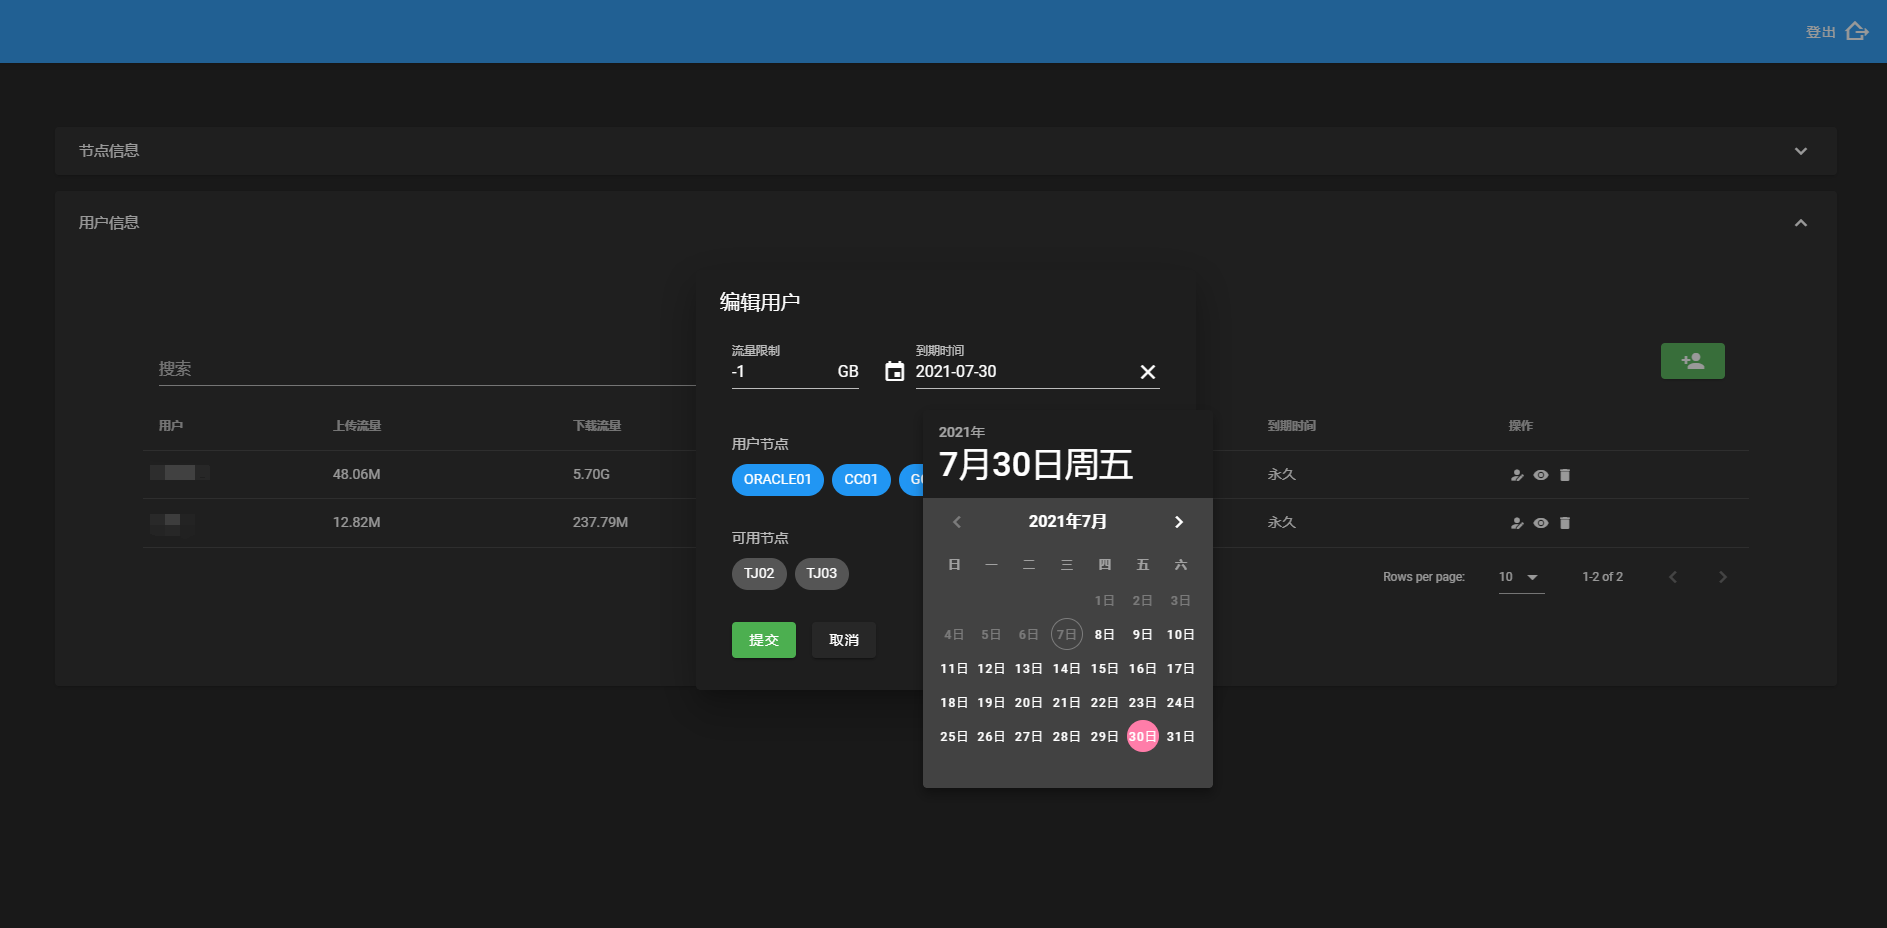 登出
节点信息
用户信息
搜索
用户 上传流量 下载流量 到期时间 操作
48.06M 5.70G 永久
12.82M 237.79M 永久
Rows per page: 10 1-2 of 2
编辑用户
流量限制 到期时间
-1 GB 2021-07-30
用户节点
ORACLE01 CC01
可用节点
TJ02 TJ03
提交 取消
2021年
7月30日周五
2021年7月
日 一 二 三 四 五 六
1日 2日 3日
4日 5日 6日 7日 8日 9日 10日
11日 12日 13日 14日 15日 16日 17日
18日 19日 20日 21日 22日 23日 24日
25日 26日 27日 28日 29日 30日 31日